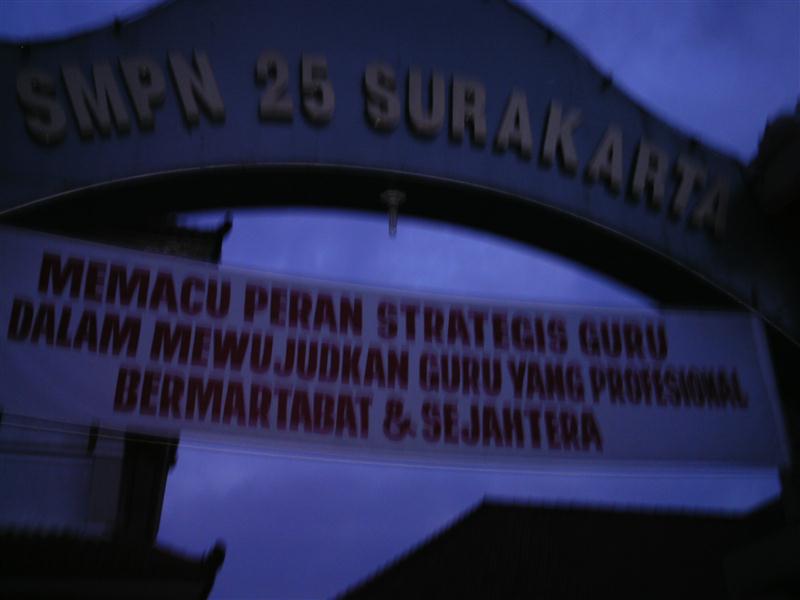 SMPN 25 SURAKARTA
MEMACU PERAN STRATEGIS GURU
DALAM MEWUJUDKAN GURU YANG PROFESIONAL
BERMARTABAT & SEJAHTERA